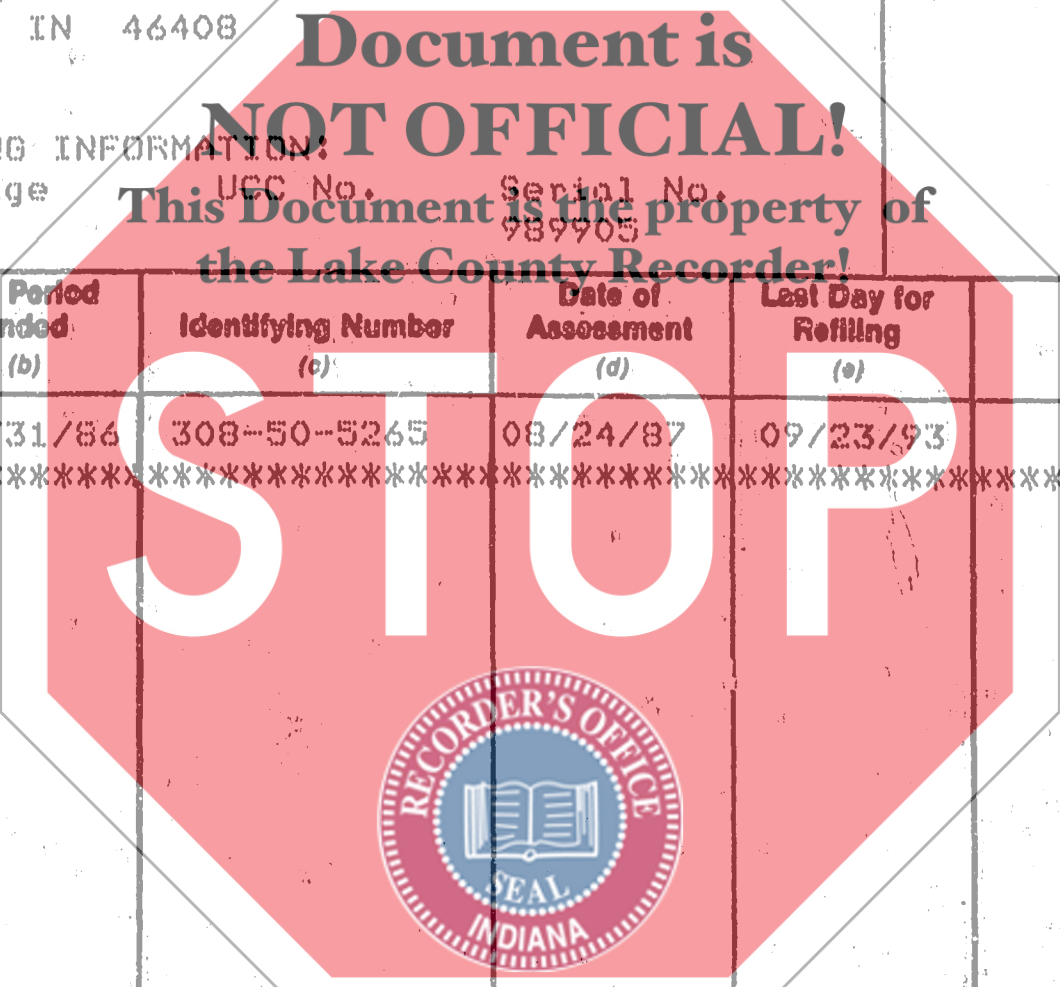 IN 46408
Document is
NOT OFFICIAL!
G INFORMATION:
ge UCC No. Serial No.
This Document is the property of
989905
the Lake County Recorder!
Period
nded
(b)
Identifying Number
(c)
Date of
Assessment
(d)
Last Day for
Refiling
(e)
31/86 308-50-5265 08/24/87 09/23/93
STOP
RECORDER'S OFFICE
SEAL
INDIANA